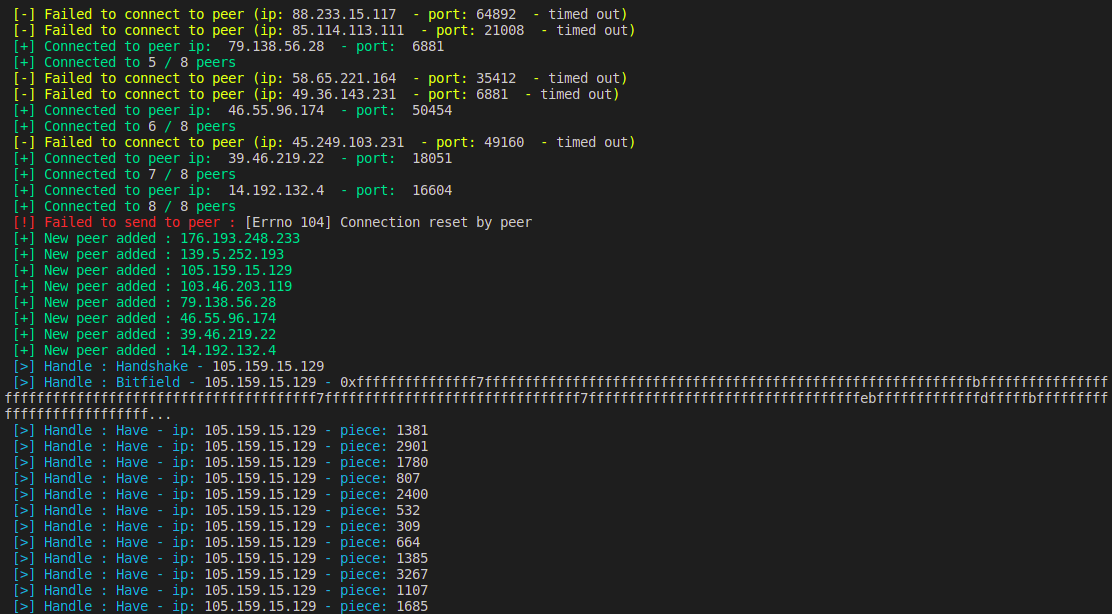 [-] Failed to connect to peer (ip: 88.233.15.117  - port: 64892  - timed out)
[-] Failed to connect to peer (ip: 85.114.113.111  - port: 21008  - timed out)
[+] Connected to peer ip:  79.138.56.28  - port:  6881
[+] Connected to 5 / 8 peers
[-] Failed to connect to peer (ip: 58.65.221.164  - port: 35412  - timed out)
[-] Failed to connect to peer (ip: 49.36.143.231  - port: 6881  - timed out)
[+] Connected to peer ip:  46.55.96.174  - port:  50454
[+] Connected to 6 / 8 peers
[-] Failed to connect to peer (ip: 45.249.103.231  - port: 49160  - timed out)
[+] Connected to peer ip:  39.46.219.22  - port:  18051
[+] Connected to 7 / 8 peers
[+] Connected to peer ip:  14.192.132.4  - port:  16604
[+] Connected to 8 / 8 peers
[!] Failed to send to peer : [Errno 104] Connection reset by peer
[+] New peer added : 176.193.248.233
[+] New peer added : 139.5.252.193
[+] New peer added : 105.159.15.129
[+] New peer added : 103.46.203.119
[+] New peer added : 79.138.56.28
[+] New peer added : 46.55.96.174
[+] New peer added : 39.46.219.22
[+] New peer added : 14.192.132.4
[>] Handle : Handshake - 105.159.15.129
[>] Handle : Bitfield - 105.159.15.129 - 0xfffffffffffffff7fffffffffffffffffffffffffffffffffffffffffffffffffffffffffffffbffffffffffffffff
fffffffffffffffffffffffffffffffffffffff7ffffffffffffffffffffffffffffffff7ffffffffffffffffffffffffffffffffffebfffffffffffffdfffffbfffffffff
ffffffffffffffffff...
[>] Handle : Have - ip: 105.159.15.129 - piece: 1381
[>] Handle : Have - ip: 105.159.15.129 - piece: 2901
[>] Handle : Have - ip: 105.159.15.129 - piece: 1780
[>] Handle : Have - ip: 105.159.15.129 - piece: 807
[>] Handle : Have - ip: 105.159.15.129 - piece: 2400
[>] Handle : Have - ip: 105.159.15.129 - piece: 532
[>] Handle : Have - ip: 105.159.15.129 - piece: 309
[>] Handle : Have - ip: 105.159.15.129 - piece: 664
[>] Handle : Have - ip: 105.159.15.129 - piece: 1385
[>] Handle : Have - ip: 105.159.15.129 - piece: 3267
[>] Handle : Have - ip: 105.159.15.129 - piece: 1107
[>] Handle : Have - ip: 105.159.15.129 - piece: 1685